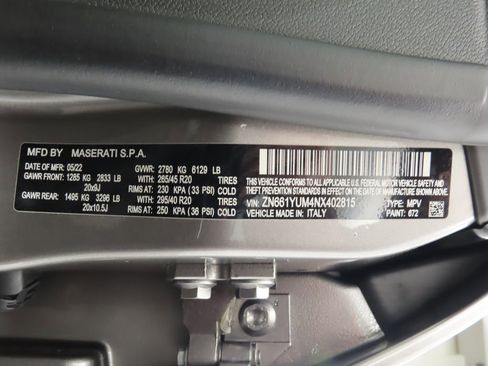 MFD BY MASERATI S.P.A.
DATE OF MFR: 05/22 GVWR: 2780 KG 6129 LB
GAWR FRONT: 1285 KG 2833 LB WITH: 265/45 R20 TIRES
20x9J RIMS AT: 230 KPA (33 PSI) COLD
GAWR REAR: 1495 KG 3296 LB WITH: 295/40 R20 TIRES
20x10.5J RIMS AT: 250 KPA (36 PSI) COLD
THIS VEHICLE CONFORMS TO ALL APPLICABLE FEDERAL MOTOR VEHICLE SAFETY, BUMPER, AND THEFT PREVENTION STANDARDS IN EFFECT ON THE DATE OF MANUFACTURE SHOWN ABOVE.
VIN: ZN661YUM4NX402815 TYPE: MPV
VEHICLE MADE IN: ITALY PAINT: 672